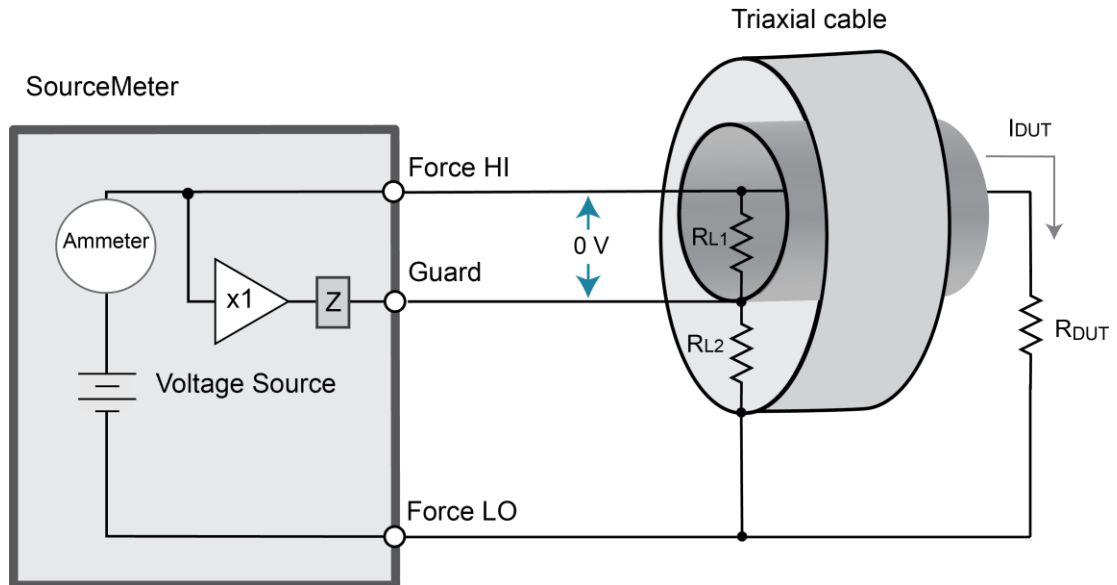 Triaxial cable
SourceMeter
IDUT
Force HI
Ammeter
RL1
0 V
Guard
x1
Z
RL2
RDUT
Voltage Source
Force LO